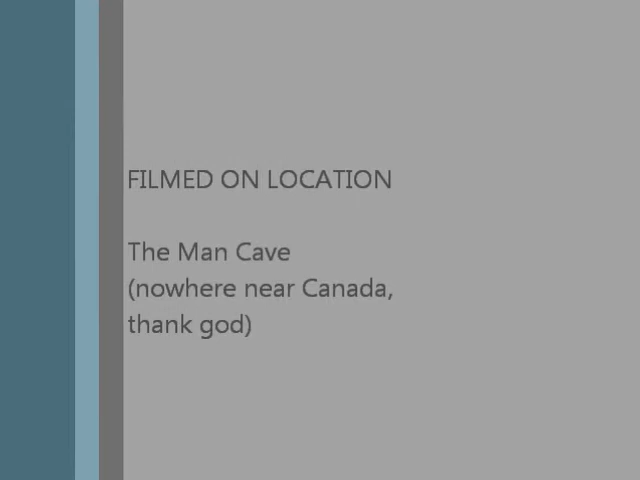 FILMED ON LOCATION
The Man Cave
(nowhere near Canada,
thank god)